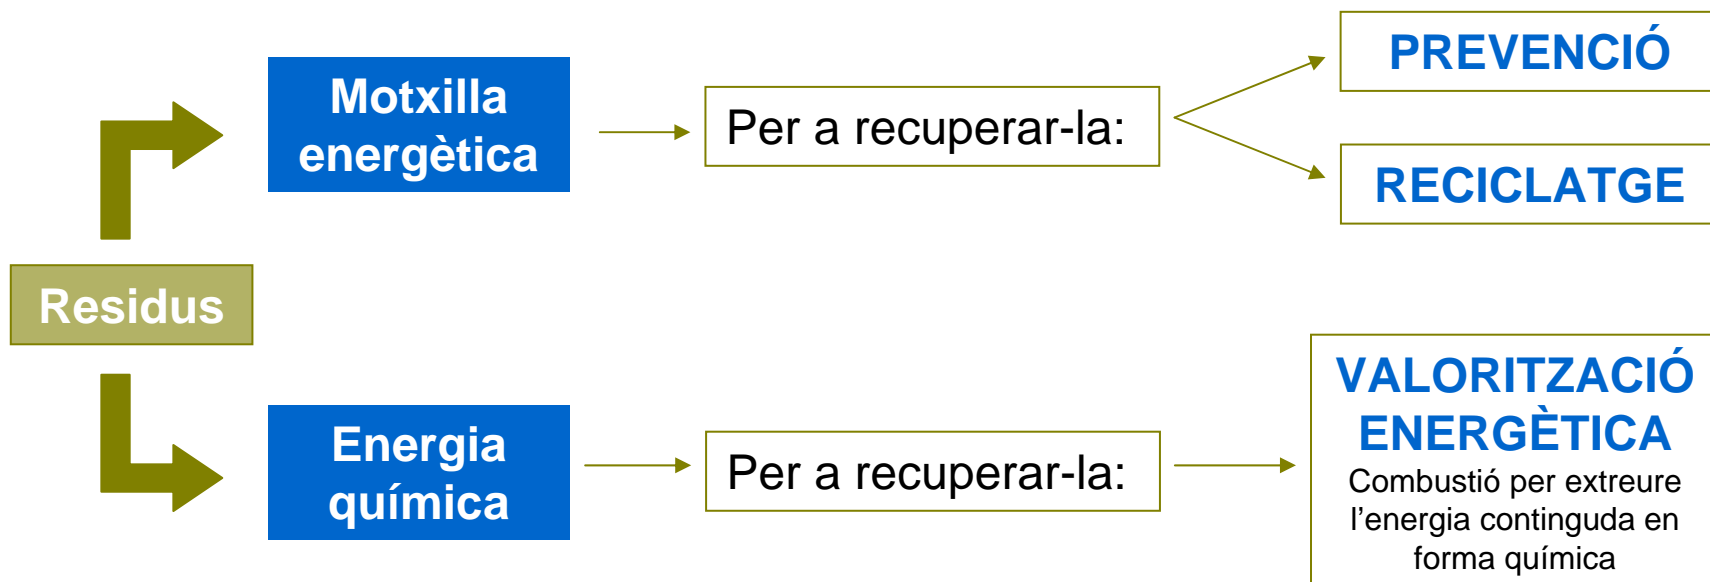 Residus
Motxilla
energètica
Per a recuperar-la:
PREVENCIÓ
RECICLATGE
Energia
química
Per a recuperar-la:
VALORITZACIÓ
ENERGÈTICA
Combustió per extreure
l’energia continguda en
forma química